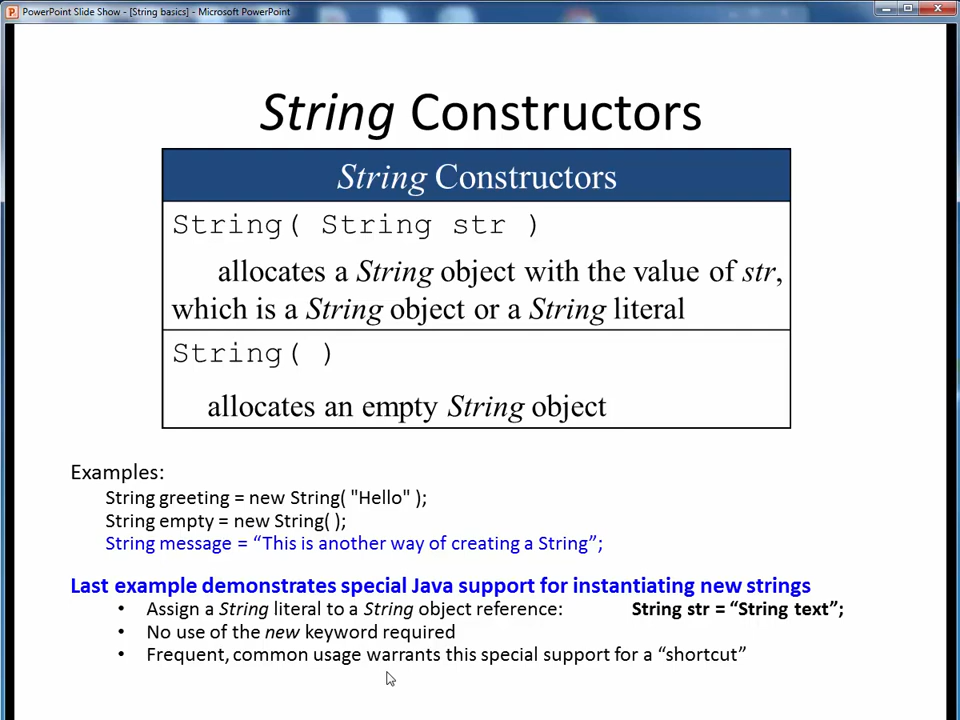 PowerPoint Slide Show - [String basics] - Microsoft PowerPoint
String Constructors
String Constructors
String( String str )
allocates a String object with the value of str,
which is a String object or a String literal
String( )
allocates an empty String object
Examples:
String greeting = new String( "Hello" );
String empty = new String( );
String message = “This is another way of creating a String”;
Last example demonstrates special Java support for instantiating new strings
• Assign a String literal to a String object reference: String str = “String text”;
• No use of the new keyword required
• Frequent, common usage warrants this special support for a “shortcut”